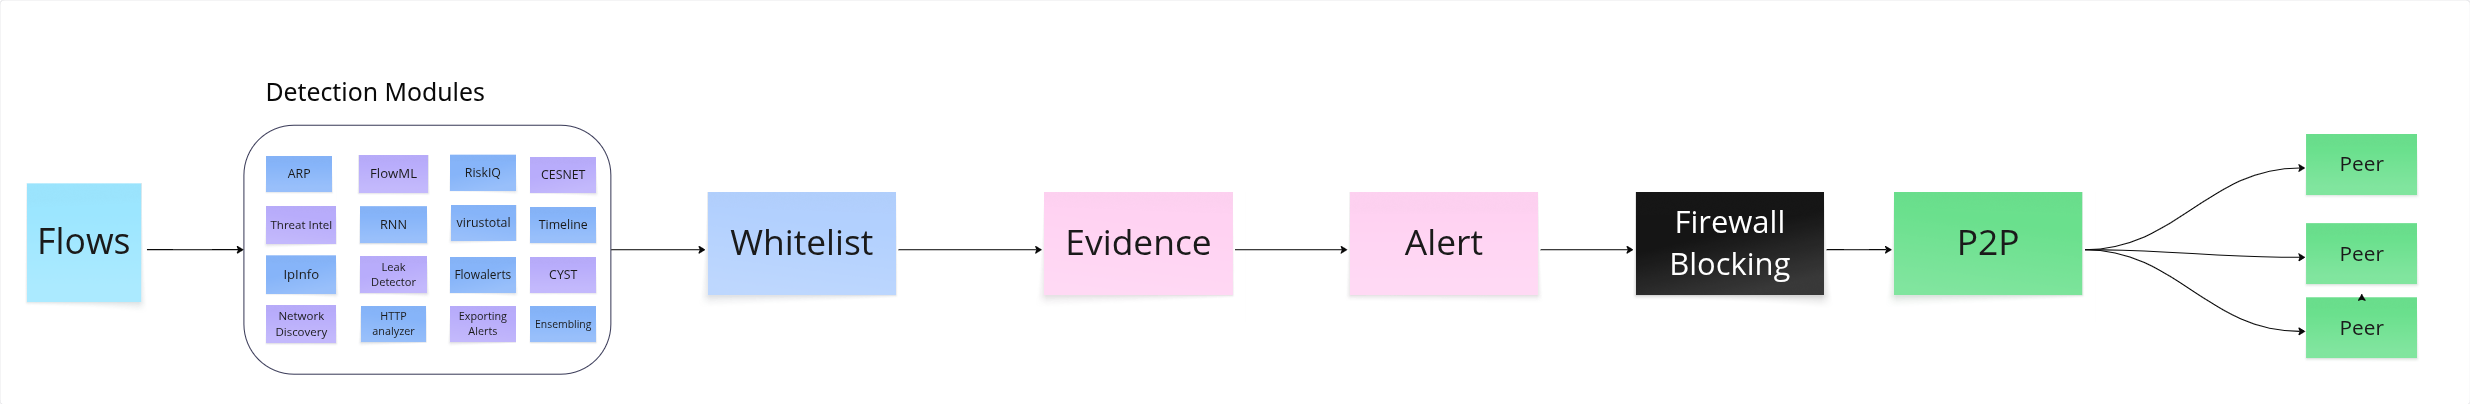 Detection Modules
Flows
ARP
FlowML
RiskIQ
CESNET
Threat Intel
RNN
virustotal
Timeline
IpInfo
Leak
Detector
Flowalerts
CYST
Network
Discovery
HTTP
analyzer
Exporting
Alerts
Ensembling
Whitelist
Evidence
Alert
Firewall
Blocking
P2P
Peer
Peer
Peer